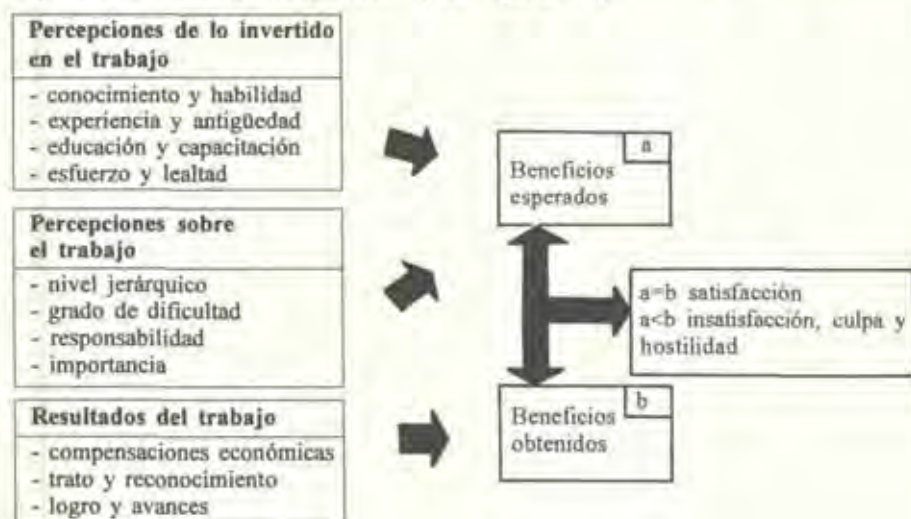 Percepciones de lo invertido
en el trabajo
- conocimiento y habilidad
- experiencia y antigüedad
- educación y capacitación
- esfuerzo y lealtad
Percepciones sobre
el trabajo
- nivel jerárquico
- grado de dificultad
- responsabilidad
- importancia
Resultados del trabajo
- compensaciones económicas
- trato y reconocimiento
- logro y avances
a
Beneficios
esperados
a=b satisfacción
a<b insatisfacción, culpa y
hostilidad
b
Beneficios
obtenidos